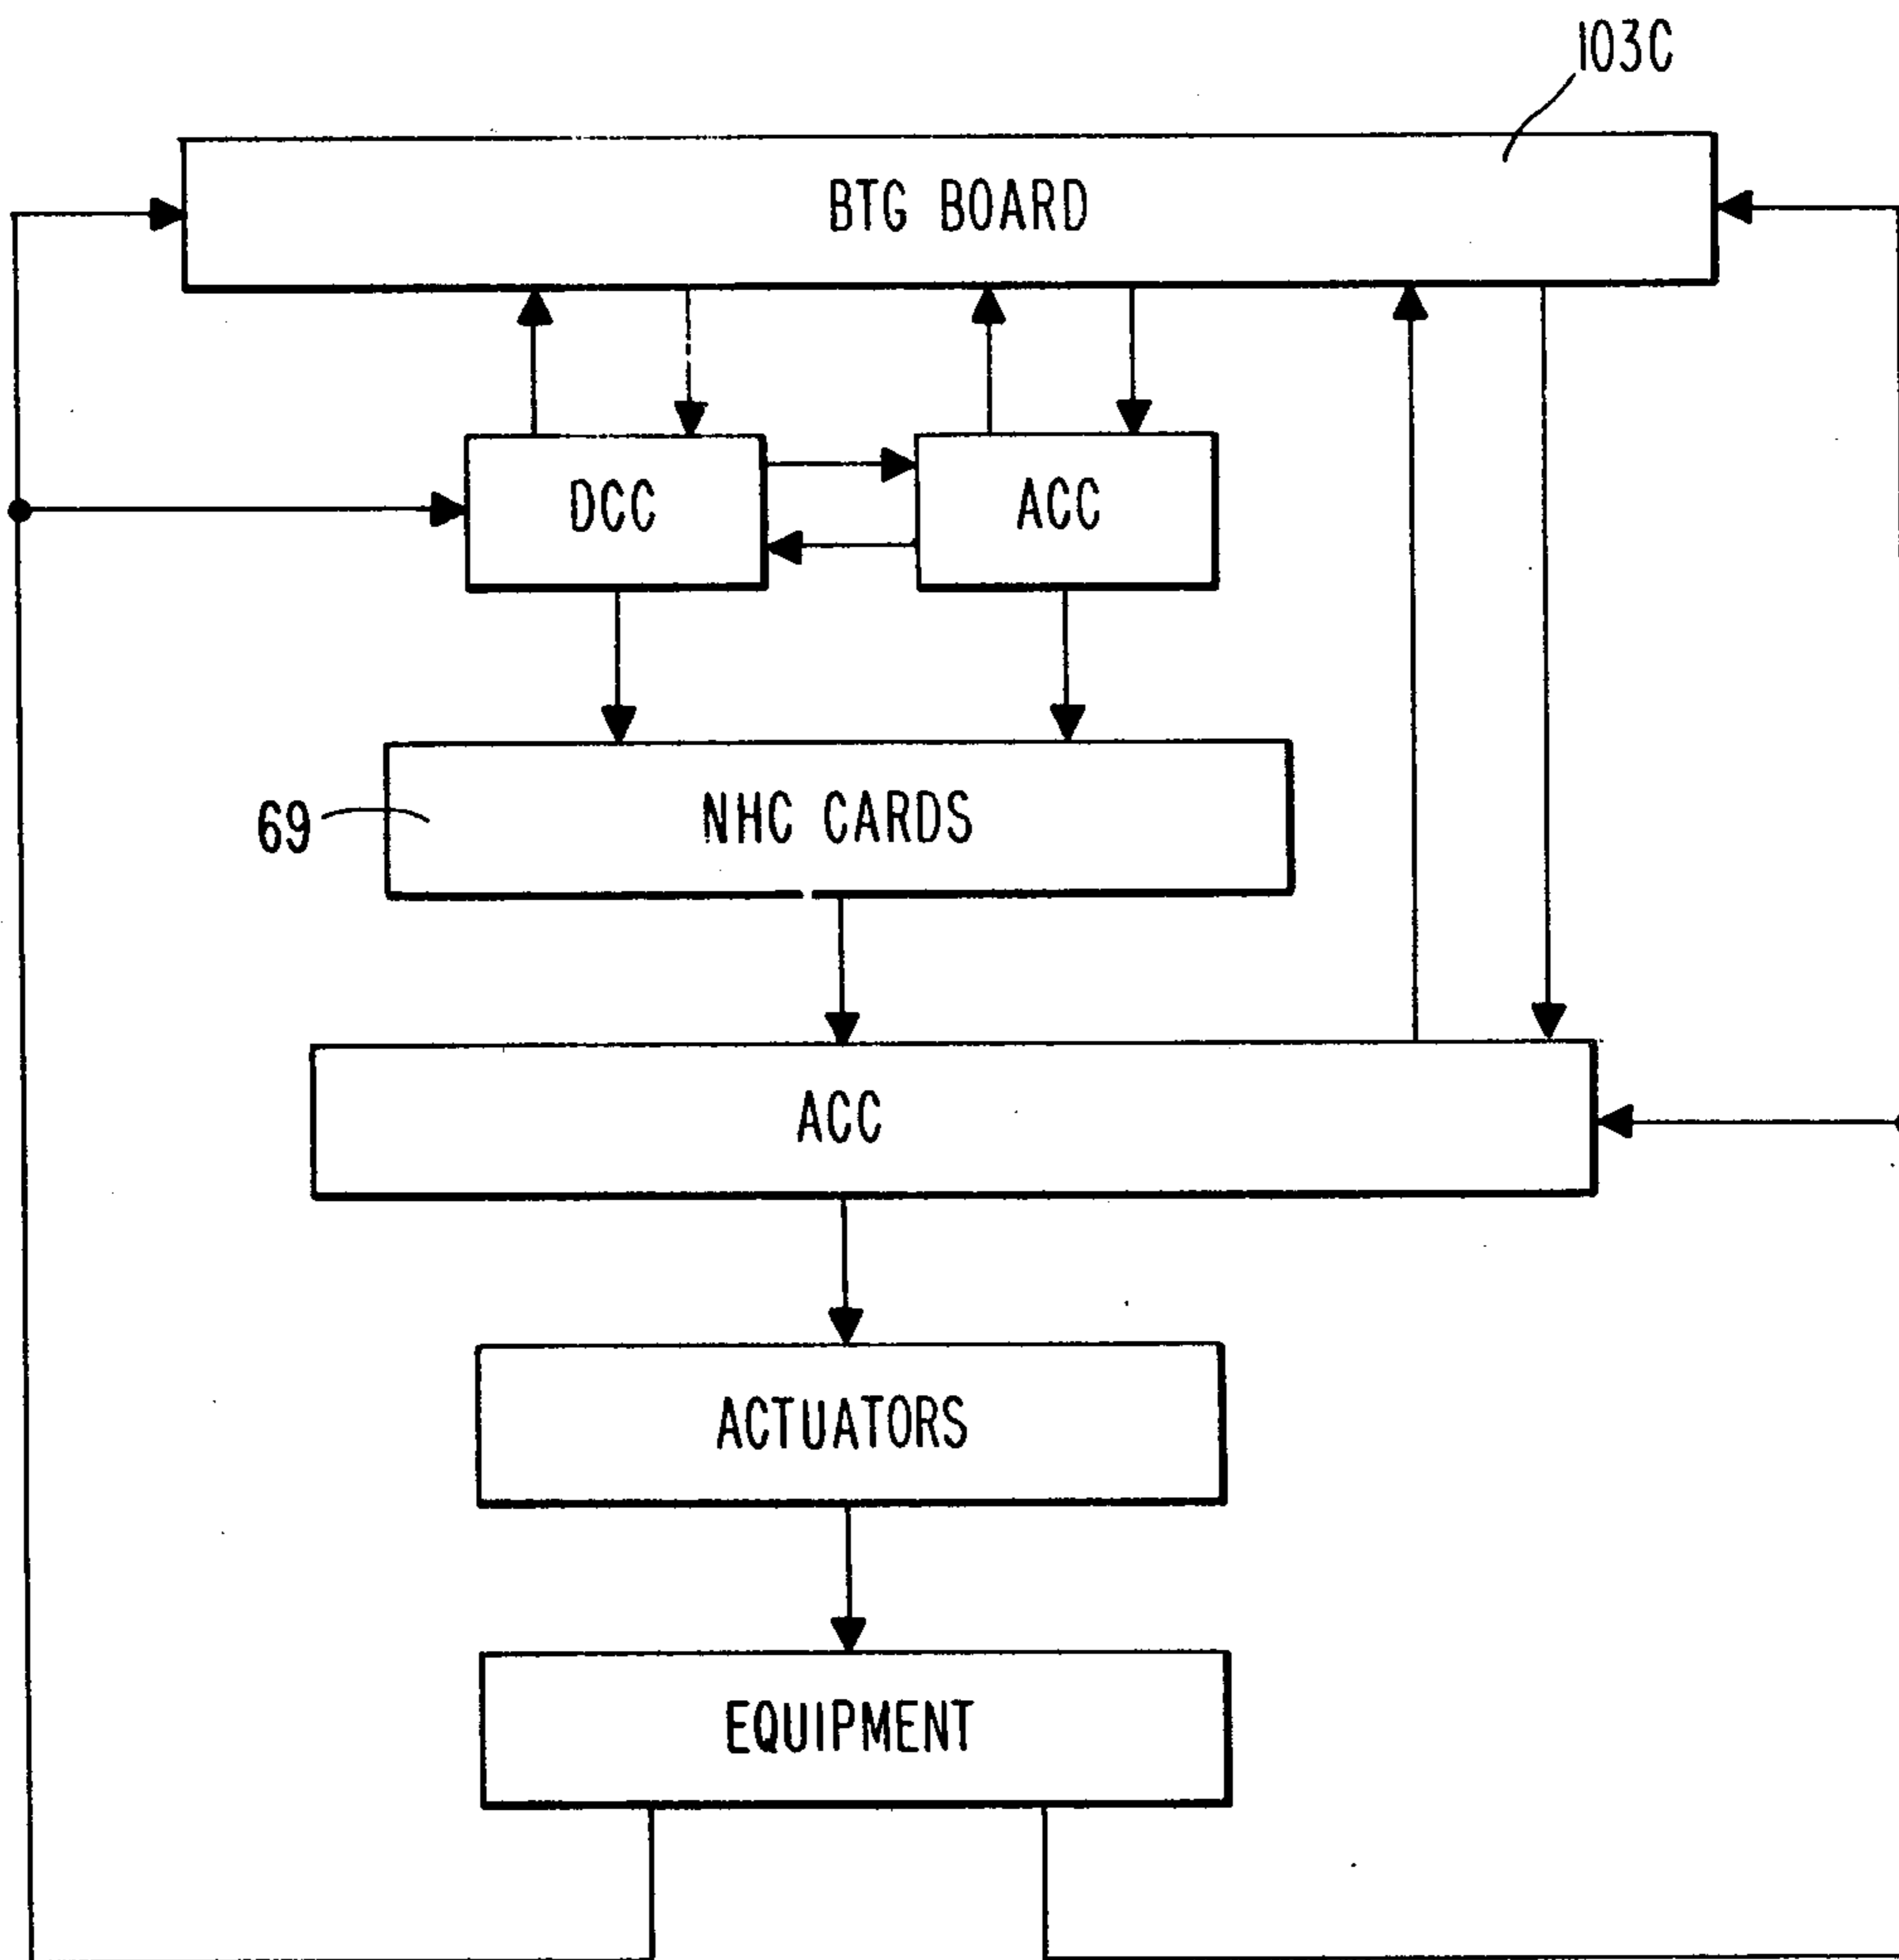 103C
BTG BOARD
DCC
ACC
NHC CARDS
69
ACC
ACTUATORS
EQUIPMENT